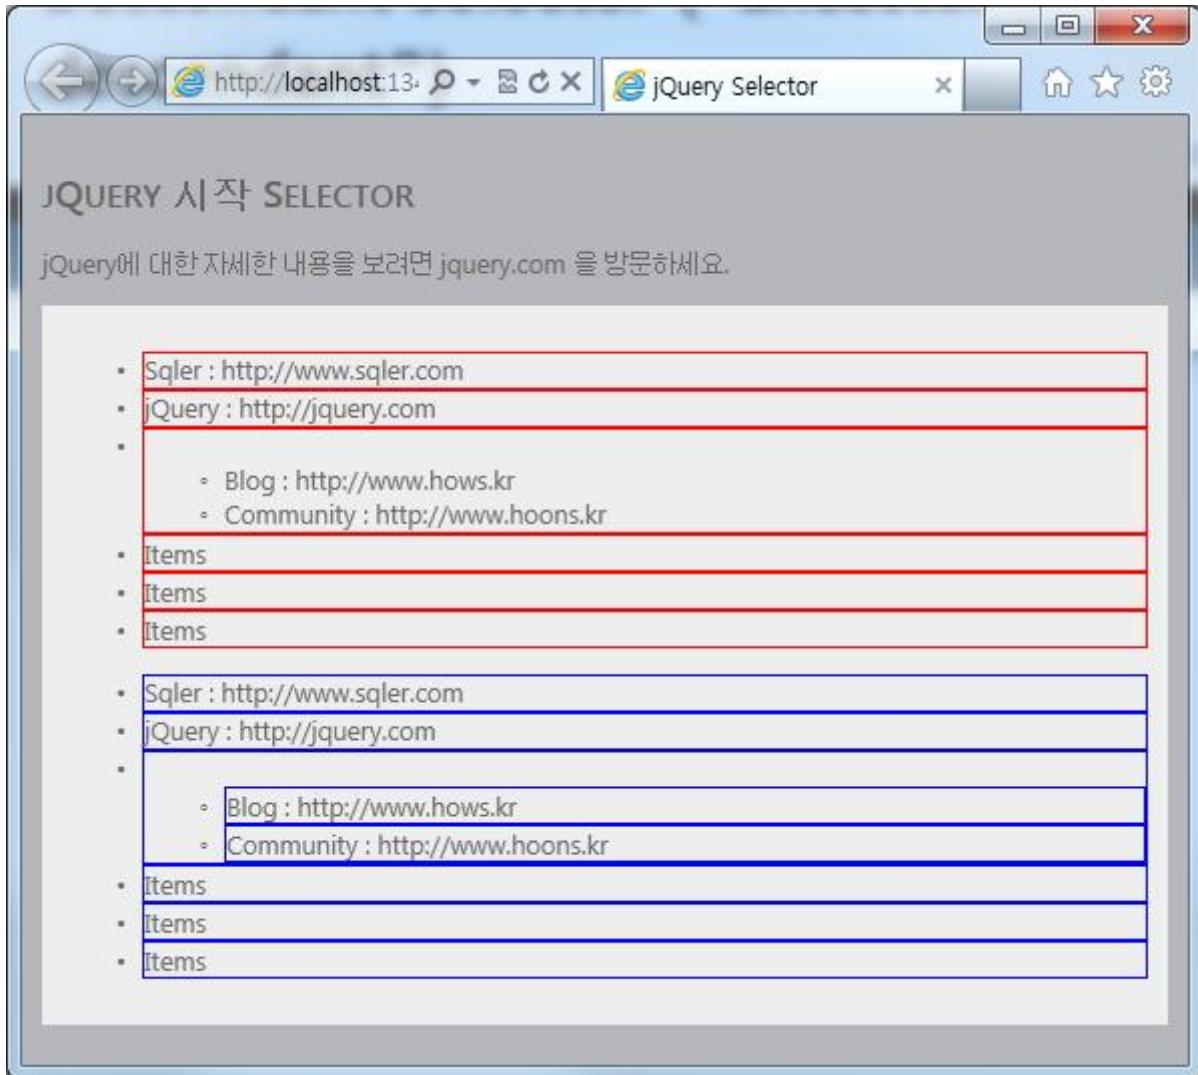 http://localhost:134
jQuery Selector
jQuery 시작 Selector
jQuery에 대한 자세한 내용을 보려면 jquery.com 을 방문하세요.
Sqler : http://www.sqler.com
jQuery : http://jquery.com
Blog : http://www.hows.kr
Community : http://www.hoons.kr
Items
Items
Items
Sqler : http://www.sqler.com
jQuery : http://jquery.com
Blog : http://www.hows.kr
Community : http://www.hoons.kr
Items
Items
Items